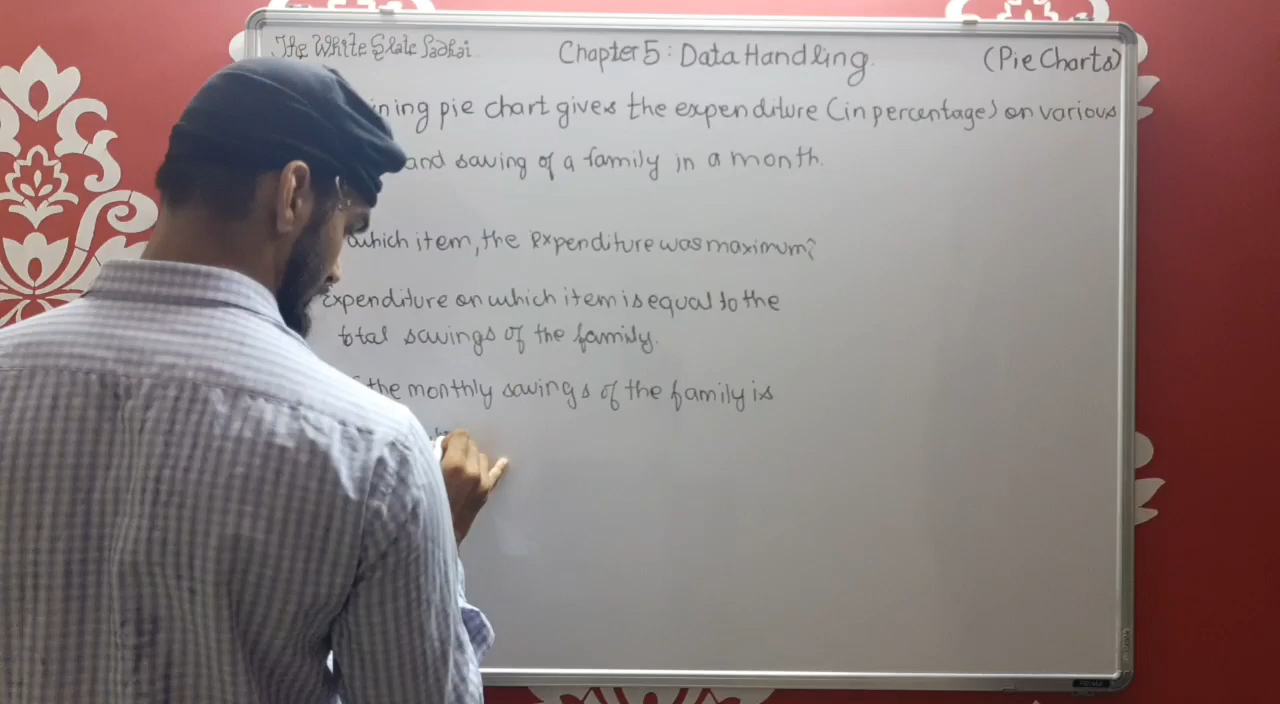 The White Slate Padhai
Chapter 5 : Data Handling
(Pie Charts)
ning pie chart gives the expenditure (in percentage) on various
and saving of a family in a month.
which item, the expenditure was maximum?
Expenditure on which item is equal to the
total savings of the family.
the monthly savings of the family is